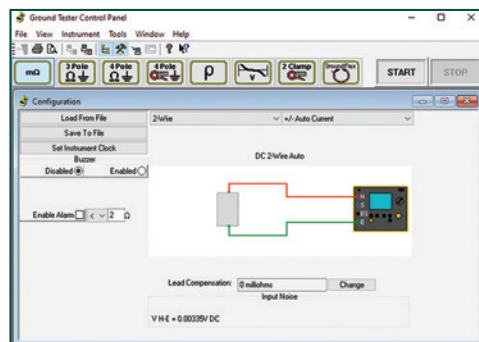 Ground Tester Control Panel
File View Instrument Tools Window Help
mΩ 3 Pole Ω 4 Pole Ω 4 Pole ρ V 2 Clamp GroundFlex START STOP
Configuration
Load From File 2-Wire +/- Auto Current
Save To File
Set Instrument Clock
Buzzer
Disabled Enabled
DC 2-Wire Auto
Enable Alarm < 2 Ω
H
S
ES
E
Lead Compensation: 0 milliohms Change
Input Noise
V H-E = 0.00335V DC